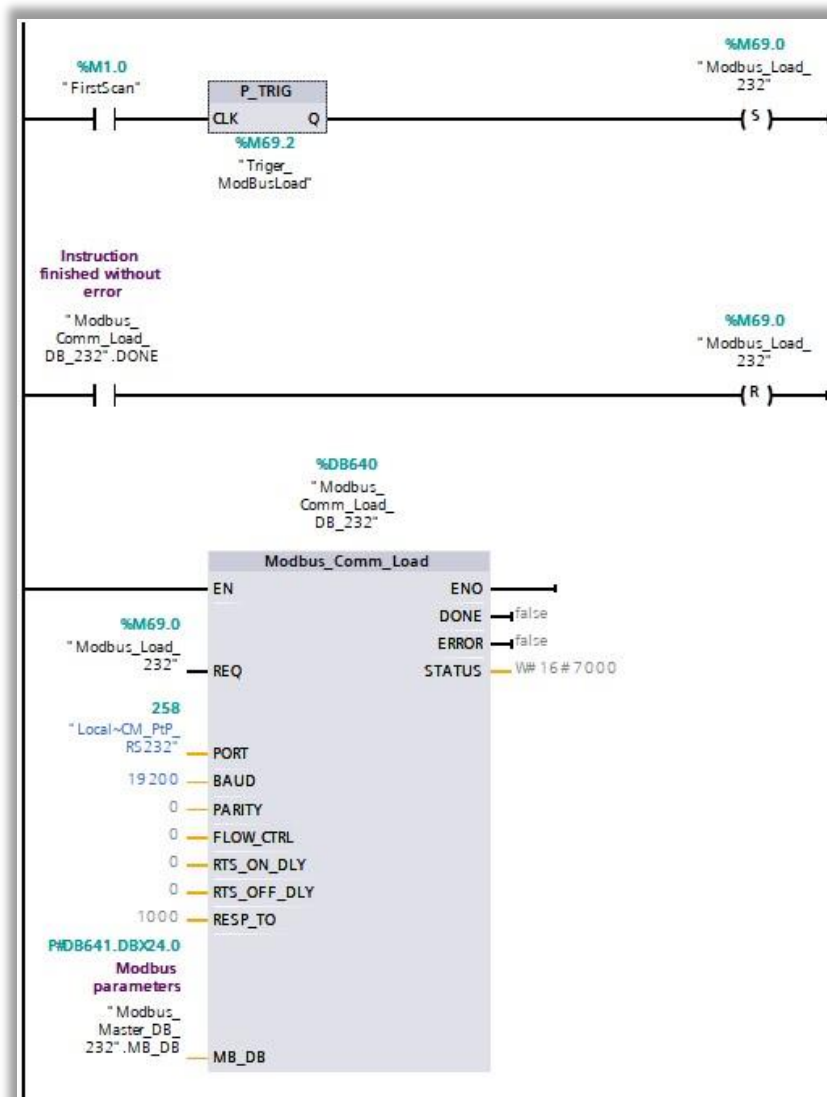 %M1.0
"FirstScan"
P_TRIG
CLK Q
%M69.2
"Triger_
ModBusLoad"
%M69.0
"Modbus_Load_
232"
S
Instruction
finished without
error
"Modbus_
Comm_Load_
DB_232".DONE
%M69.0
"Modbus_Load_
232"
R
%DB640
"Modbus_
Comm_Load_
DB_232"
Modbus_Comm_Load
EN ENO
DONE false
ERROR false
%M69.0
"Modbus_Load_
232" REQ
STATUS W#16#7000
258
"Local~CM_PtP_
RS232" PORT
19200 BAUD
0 PARITY
0 FLOW_CTRL
0 RTS_ON_DLY
0 RTS_OFF_DLY
1000 RESP_TO
P#DB641.DBX24.0
Modbus
parameters
"Modbus_
Master_DB_
232".MB_DB MB_DB